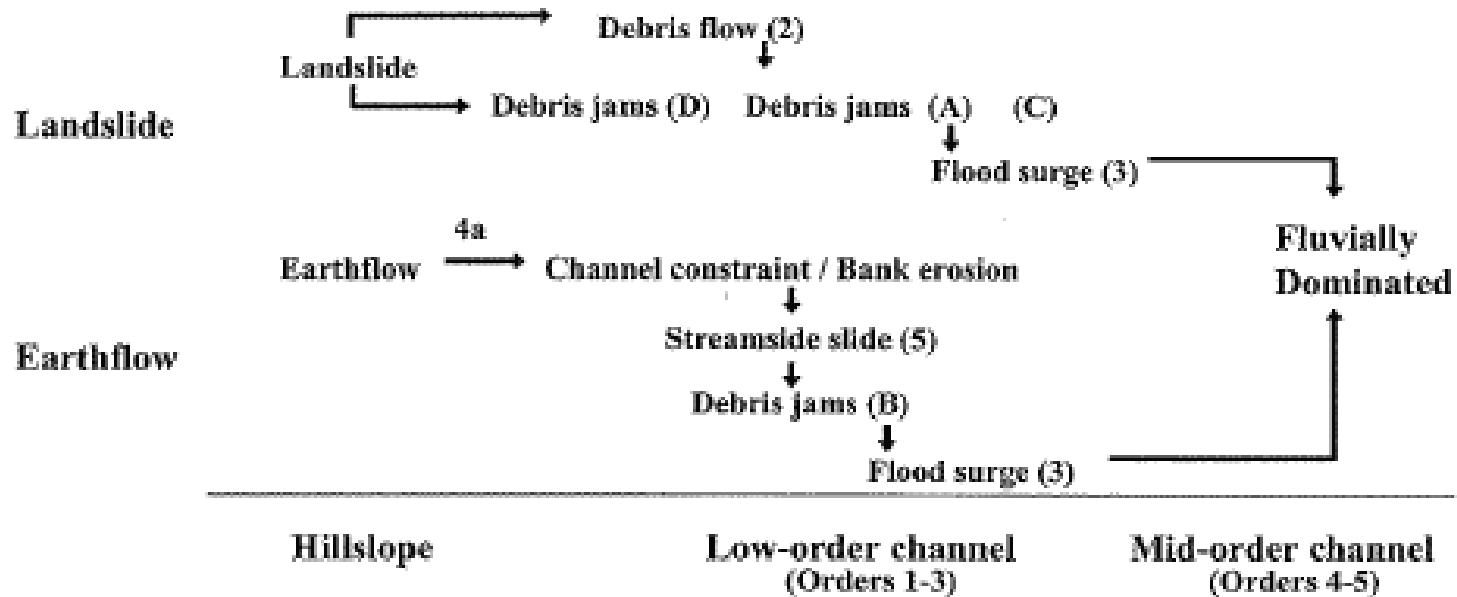 Debris flow (2)
Landslide
Landslide
Debris jams (D) Debris jams (A) (C)
Flood surge (3)
4a
Earthflow
Channel constraint / Bank erosion
Fluvially
Dominated
Streamside slide (5)
Earthflow
Debris jams (B)
Flood surge (3)
Hillslope
Low-order channel
(Orders 1-3)
Mid-order channel
(Orders 4-5)